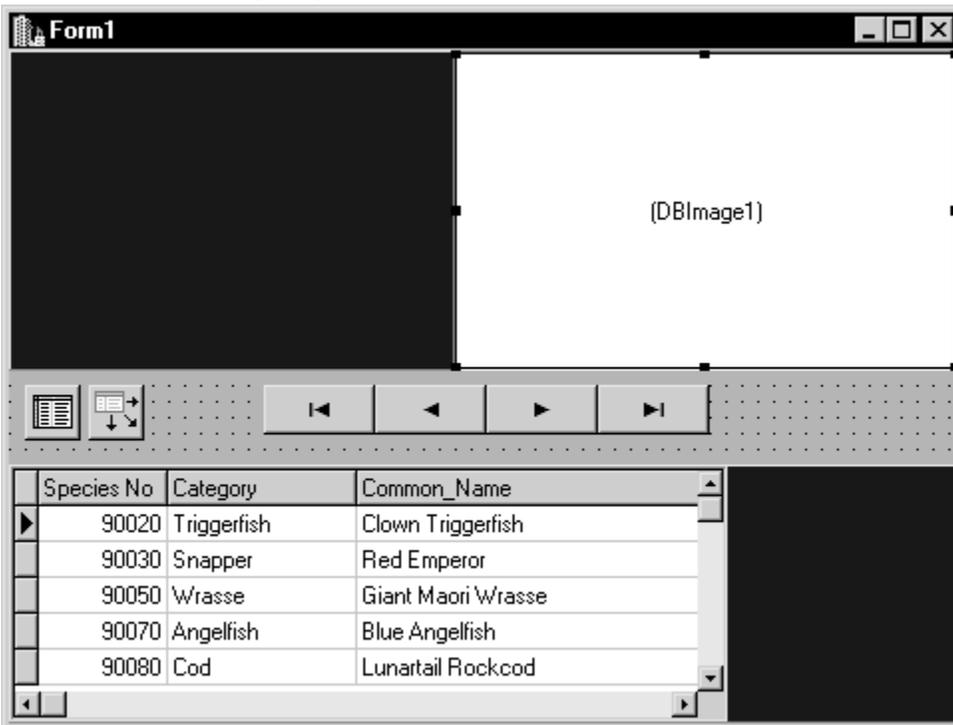 Form1
(DBImage1)
Species No Category Common_Name
90020 Triggerfish Clown Triggerfish
90030 Snapper Red Emperor
90050 Wrasse Giant Maori Wrasse
90070 Angelfish Blue Angelfish
90080 Cod Lunartail Rockcod